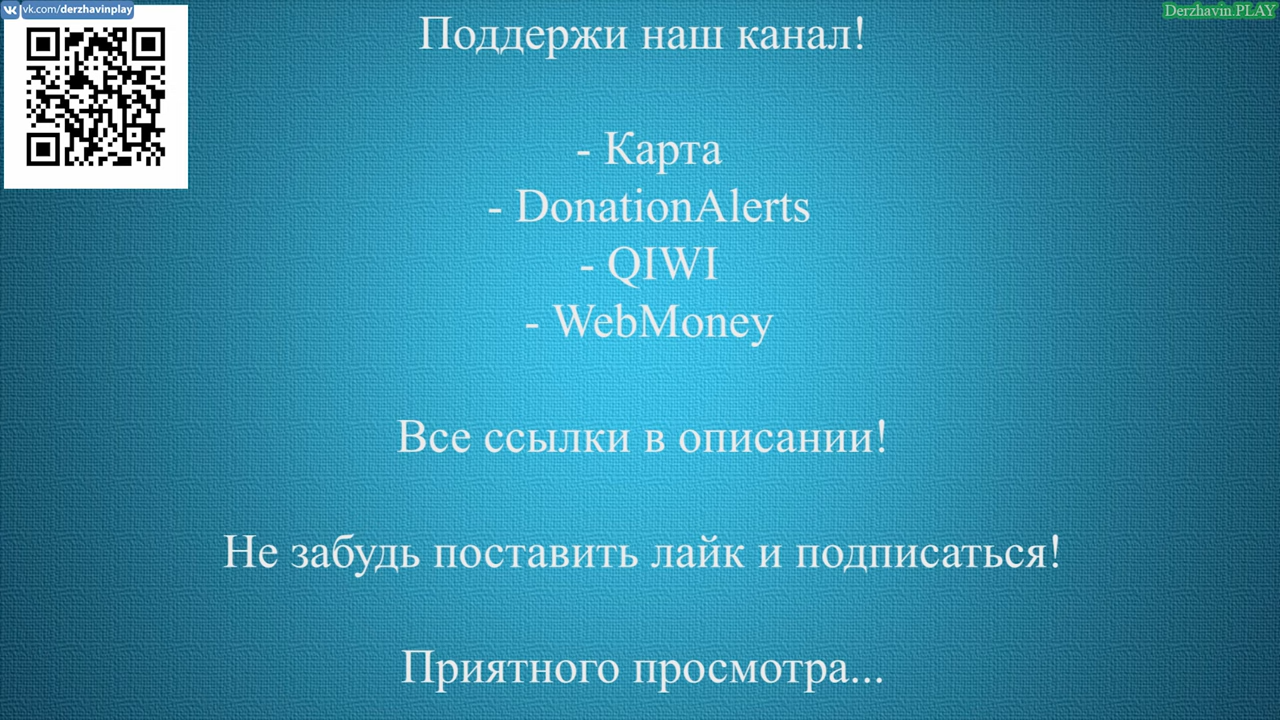 vk.com/derzhavinplay
Derzhavin.PLAY
Поддержи наш канал!
- Карта
- DonationAlerts
- QIWI
- WebMoney
Все ссылки в описании!
Не забудь поставить лайк и подписаться!
Приятного просмотра...